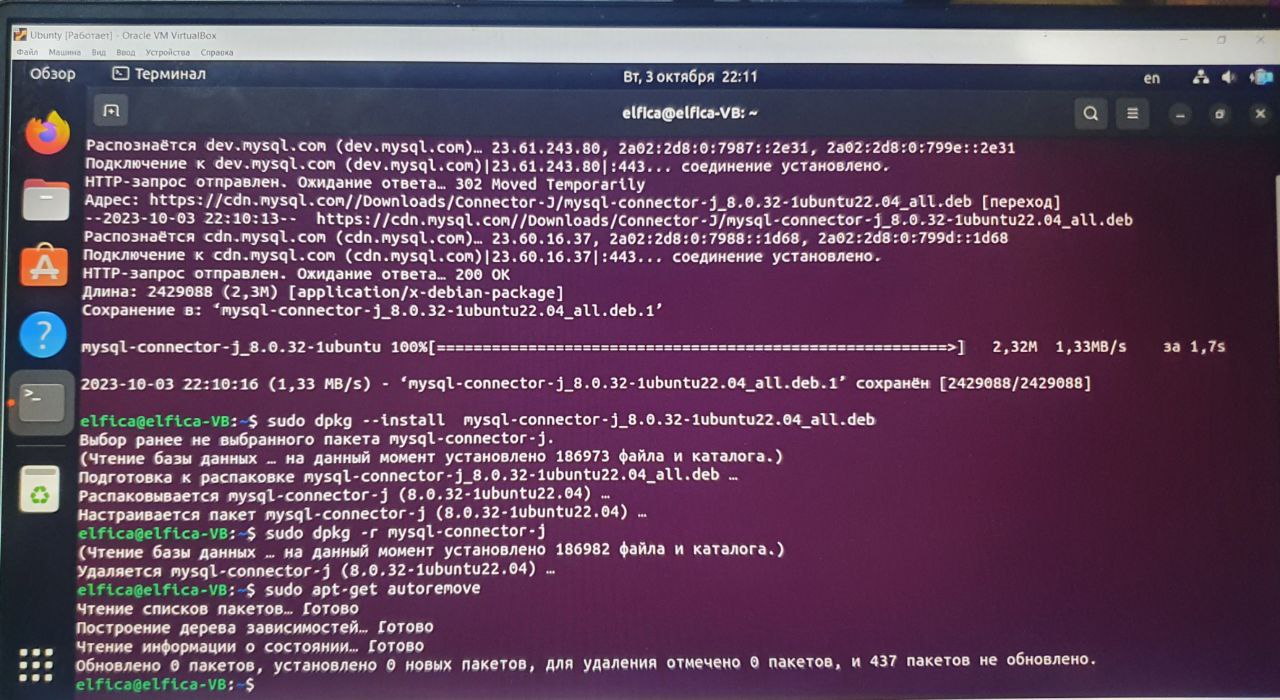 Ubunty [Работает] - Oracle VM VirtualBox
Файл Машина Вид Ввод Устройства Справка
Обзор Терминал Вт, 3 октября 22:11 en
elfica@elfica-VB: ~
Распознаётся dev.mysql.com (dev.mysql.com)… 23.61.243.80, 2a02:2d8:0:7987::2e31, 2a02:2d8:0:799e::2e31
Подключение к dev.mysql.com (dev.mysql.com)|23.61.243.80|:443... соединение установлено.
HTTP-запрос отправлен. Ожидание ответа… 302 Moved Temporarily
Адрес: https://cdn.mysql.com//Downloads/Connector-J/mysql-connector-j_8.0.32-1ubuntu22.04_all.deb [переход]
--2023-10-03 22:10:13-- https://cdn.mysql.com//Downloads/Connector-J/mysql-connector-j_8.0.32-1ubuntu22.04_all.deb
Распознаётся cdn.mysql.com (cdn.mysql.com)… 23.60.16.37, 2a02:2d8:0:7988::1d68, 2a02:2d8:0:799d::1d68
Подключение к cdn.mysql.com (cdn.mysql.com)|23.60.16.37|:443... соединение установлено.
HTTP-запрос отправлен. Ожидание ответа… 200 OK
Длина: 2429088 (2,3M) [application/x-debian-package]
Сохранение в: ‘mysql-connector-j_8.0.32-1ubuntu22.04_all.deb.1’
mysql-connector-j_8.0.32-1ubuntu 100%[=======================================================>] 2,32M 1,33MB/s за 1,7s
2023-10-03 22:10:16 (1,33 MB/s) - ‘mysql-connector-j_8.0.32-1ubuntu22.04_all.deb.1’ сохранён [2429088/2429088]
elfica@elfica-VB:~$ sudo dpkg --install mysql-connector-j_8.0.32-1ubuntu22.04_all.deb
Выбор ранее не выбранного пакета mysql-connector-j.
(Чтение базы данных … на данный момент установлено 186973 файла и каталога.)
Подготовка к распаковке mysql-connector-j_8.0.32-1ubuntu22.04_all.deb …
Распаковывается mysql-connector-j (8.0.32-1ubuntu22.04) …
Настраивается пакет mysql-connector-j (8.0.32-1ubuntu22.04) …
elfica@elfica-VB:~$ sudo dpkg -r mysql-connector-j
(Чтение базы данных … на данный момент установлено 186982 файла и каталога.)
Удаляется mysql-connector-j (8.0.32-1ubuntu22.04) …
elfica@elfica-VB:~$ sudo apt-get autoremove
Чтение списков пакетов… Готово
Построение дерева зависимостей… Готово
Чтение информации о состоянии… Готово
Обновлено 0 пакетов, установлено 0 новых пакетов, для удаления отмечено 0 пакетов, и 437 пакетов не обновлено.
elfica@elfica-VB:~$